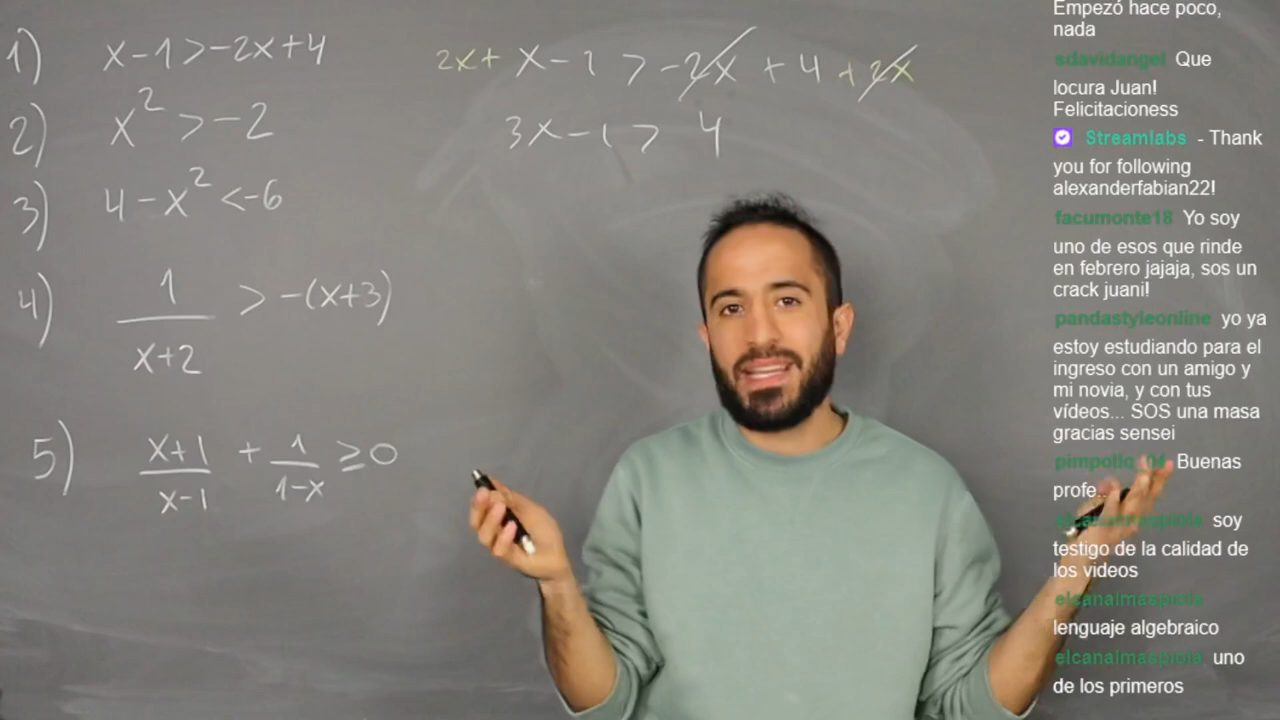 1) x-1>-2x+4
2) x² >-2
3) 4-x² <-6
4) 1/(x+2) >-(x+3)
5) (x+1)/(x-1) + 1/(1-x) ≥0
2x+ x-1 > -2x + 4 + 2x
3x-1 > 4
Empezó hace poco,
nada
sdavidangel Que
locura Juan!
Felicitacioness
Streamlabs - Thank
you for following
alexanderfabian22!
facumonte18 Yo soy
uno de esos que rinde
en febrero jajaja, sos un
crack juani!
pandastyleonline yo ya
estoy estudiando para el
ingreso con un amigo y
mi novia, y con tus
vídeos... SOS una masa
gracias sensei
Buenas
profe..
elcanalmaspiola soy
testigo de la calidad de
los videos
elcanalmaspiola
lenguaje algebraico
elcanalmaspiola uno
de los primeros